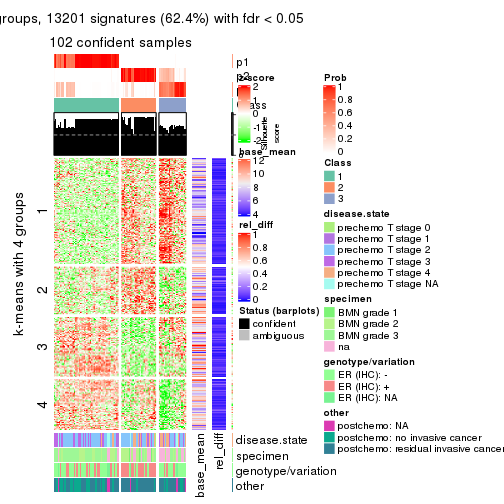 groups, 13201 signatures (62.4%) with fdr < 0.05
102 confident samples
p1
p2
z-score
2
1
0
-1
-2
Silhouette
score
base_mean
12
10
8
6
4
rel_diff
1
0.8
0.6
0.4
0.2
0
Status (barplots)
confident
ambiguous
Prob
1
0.8
0.6
0.4
0.2
0
Class
1
2
3
disease.state
prechemo T stage 0
prechemo T stage 1
prechemo T stage 2
prechemo T stage 3
prechemo T stage 4
prechemo T stage NA
specimen
BMN grade 1
BMN grade 2
BMN grade 3
na
genotype/variation
ER (IHC): -
ER (IHC): +
ER (IHC): NA
other
postchemo: NA
postchemo: no invasive cancer
postchemo: residual invasive cancer
k-means with 4 groups
1
2
3
4
disease.state
specimen
genotype/variation
other
base_mean
rel_diff